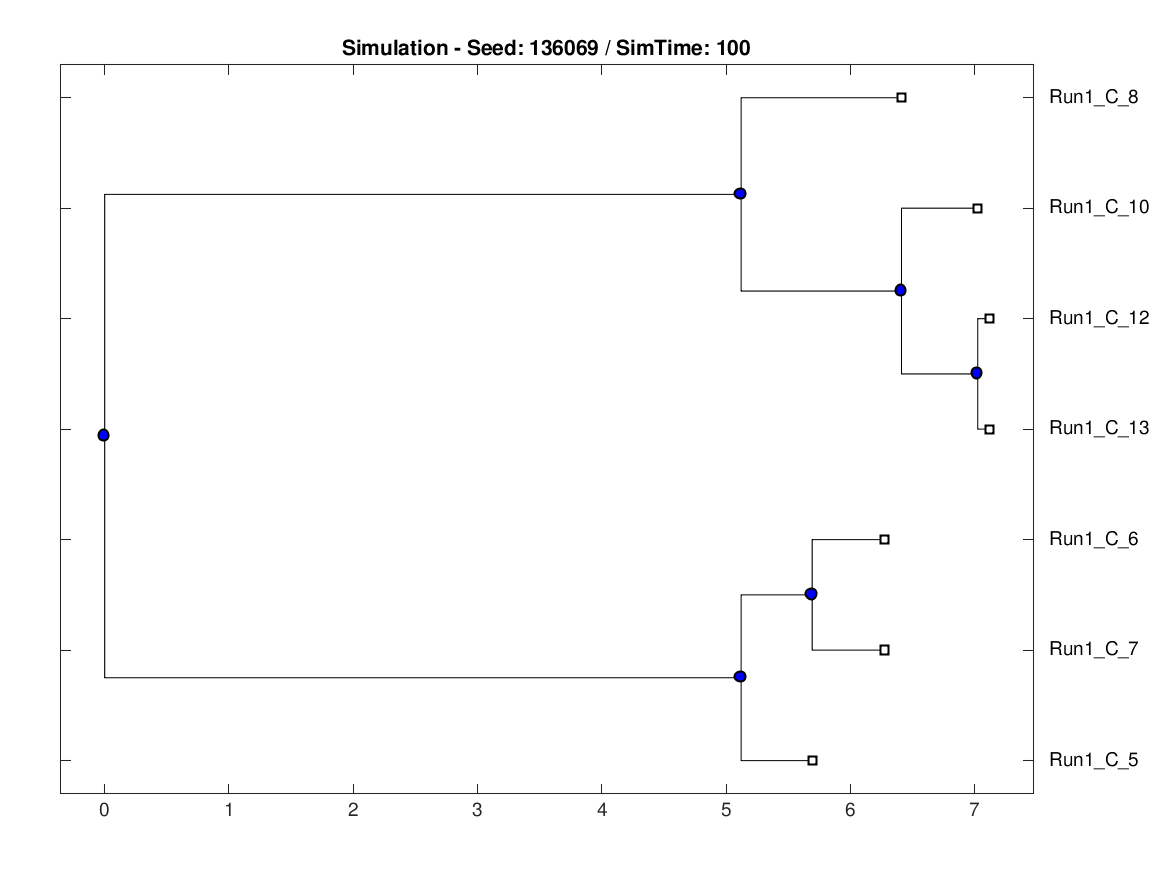 Simulation - Seed: 136069 / SimTime: 100
Run1_C_8
Run1_C_10
Run1_C_12
Run1_C_13
Run1_C_6
Run1_C_7
Run1_C_5
0 1 2 3 4 5 6 7